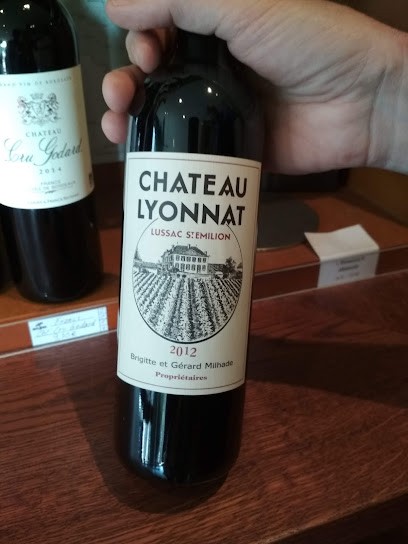 CHATEAU
LYONNAT
LUSSAC ST EMILION
2012
Brigitte et Gérard Milhade
Propriétaires
CHATEAU
Cru Godard
2014